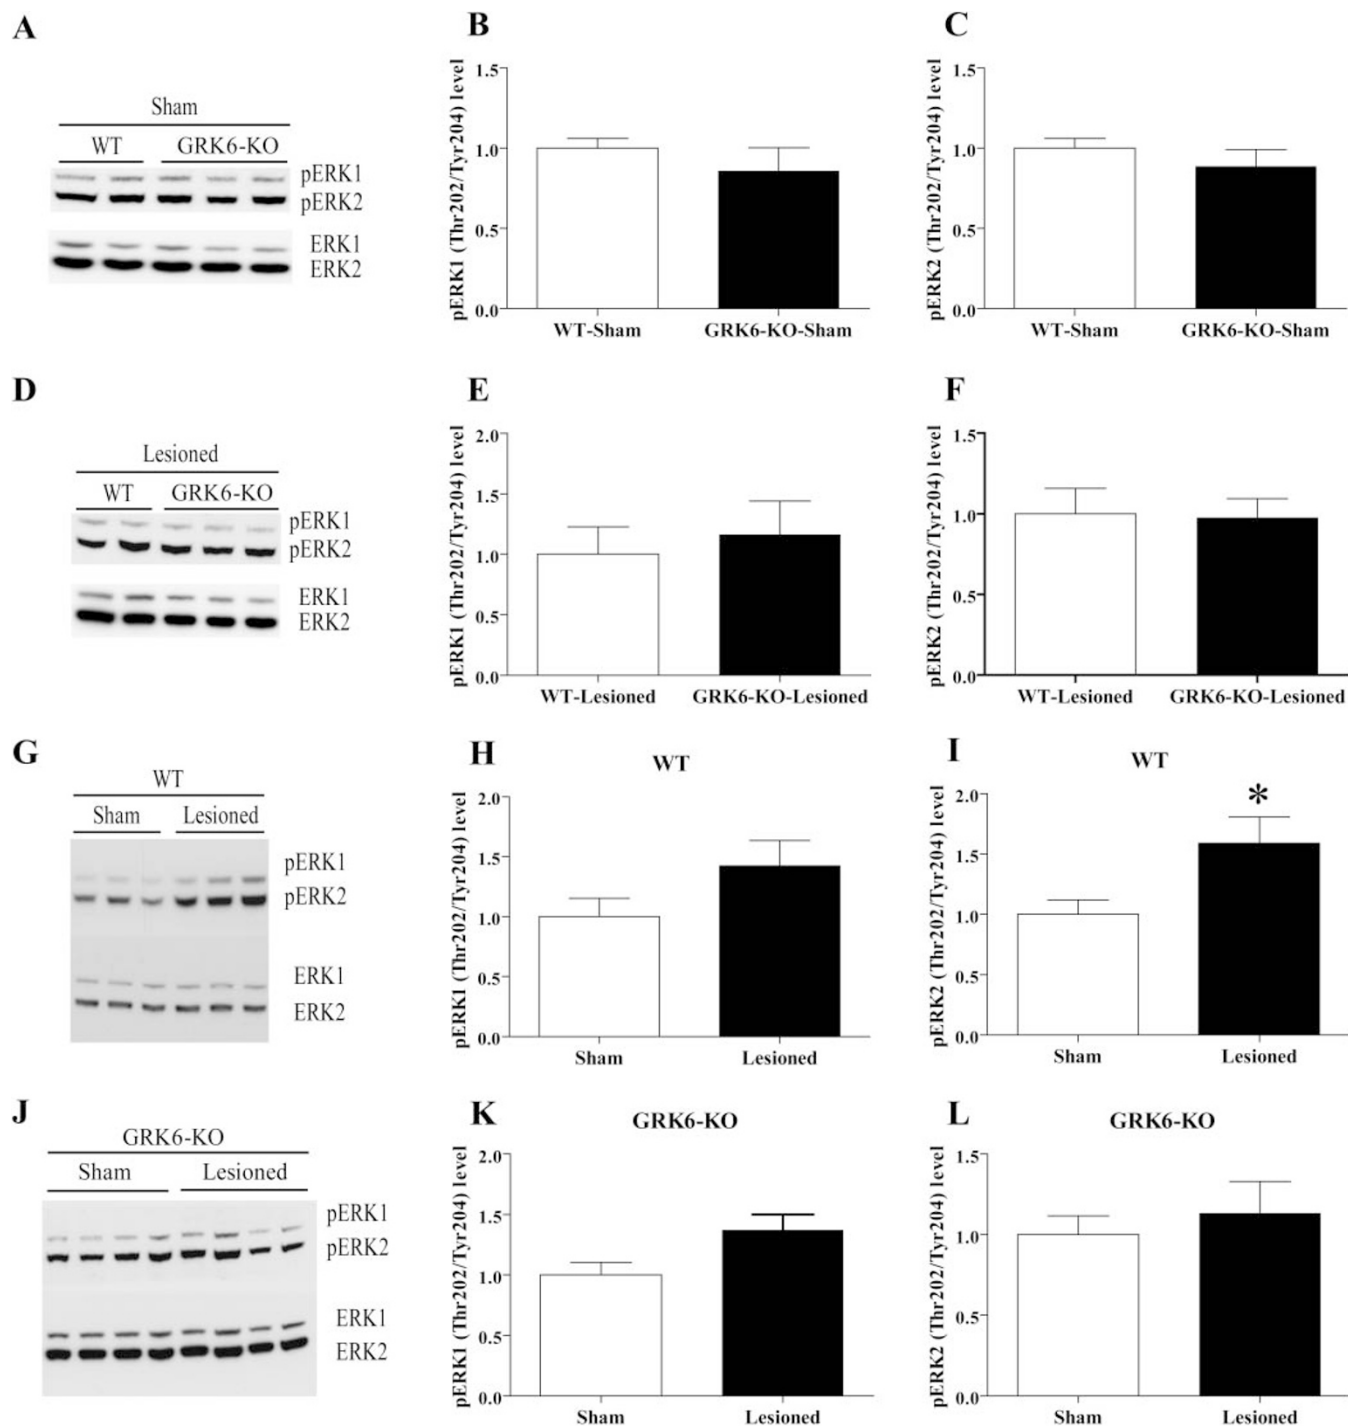 A
Sham
WT GRK6-KO
pERK1
pERK2
ERK1
ERK2
B
pERK1 (Thr202/Tyr204) level
1.5
1.0
0.5
0.0
WT-Sham GRK6-KO-Sham
C
pERK2 (Thr202/Tyr204) level
1.5
1.0
0.5
0.0
WT-Sham GRK6-KO-Sham
D
Lesioned
WT GRK6-KO
pERK1
pERK2
ERK1
ERK2
E
pERK1 (Thr202/Tyr204) level
2.0
1.5
1.0
0.5
0.0
WT-Lesioned GRK6-KO-Lesioned
F
pERK2 (Thr202/Tyr204) level
1.5
1.0
0.5
0.0
WT-Lesioned GRK6-KO-Lesioned
G
WT
Sham Lesioned
pERK1
pERK2
ERK1
ERK2
H
WT
pERK1 (Thr202/Tyr204) level
2.0
1.5
1.0
0.5
0.0
Sham Lesioned
I
WT
pERK2 (Thr202/Tyr204) level
2.0
1.5
1.0
0.5
0.0
*
Sham Lesioned
J
GRK6-KO
Sham Lesioned
pERK1
pERK2
ERK1
ERK2
K
GRK6-KO
pERK1 (Thr202/Tyr204) level
2.0
1.5
1.0
0.5
0.0
Sham Lesioned
L
GRK6-KO
pERK2 (Thr202/Tyr204) level
1.5
1.0
0.5
0.0
Sham Lesioned